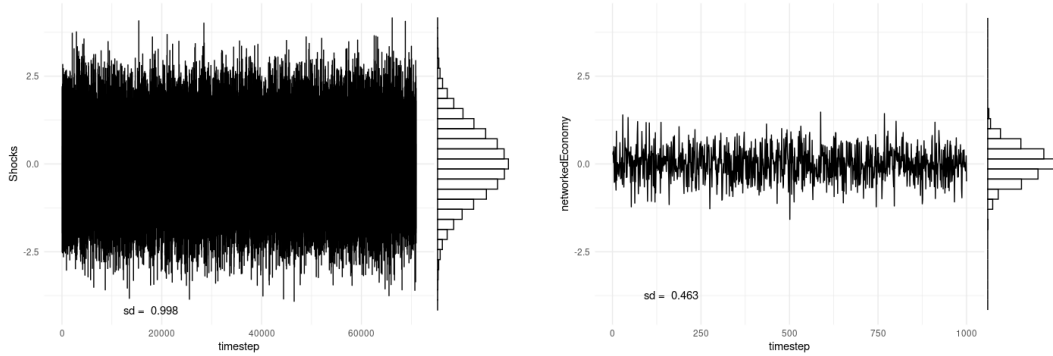 Shocks
2.5
0.0
-2.5
sd = 0.998
0 20000 40000 60000
timestep
networkedEconomy
2.5
0.0
-2.5
sd = 0.463
0 250 500 750 1000
timestep